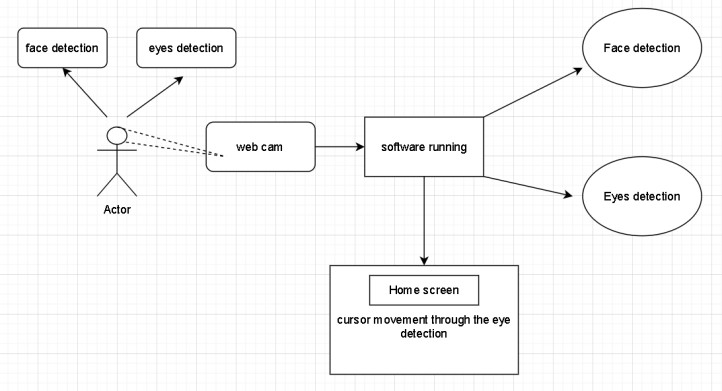 face detection
eyes detection
Face detection
web cam
software running
Eyes detection
Actor
Home screen
cursor movement through the eye
detection